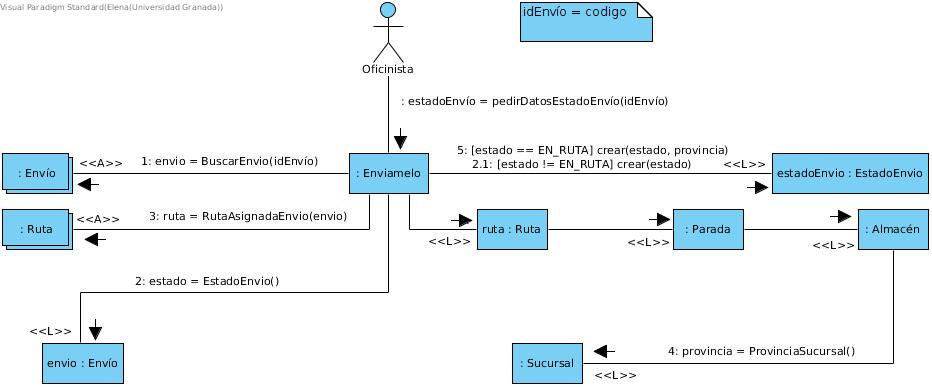 Visual Paradigm Standard(Elena(Universidad Granada))
idEnvío = codigo
Oficinista
: estadoEnvío = pedirDatosEstadoEnvío(idEnvío)
5: [estado == EN_RUTA] crear(estado, provincia)
<<A>> 1: envio = BuscarEnvio(idEnvío)
2.1: [estado != EN_RUTA] crear(estado) <<L>>
: Envío
: Enviamelo
estadoEnvio : EstadoEnvio
<<A>> 3: ruta = RutaAsignadaEnvio(envio)
: Ruta
ruta : Ruta
: Parada
: Almacén
<<L>>
<<L>>
<<L>>
2: estado = EstadoEnvio()
<<L>>
4: provincia = ProvinciaSucursal()
envio : Envío
: Sucursal
<<L>>